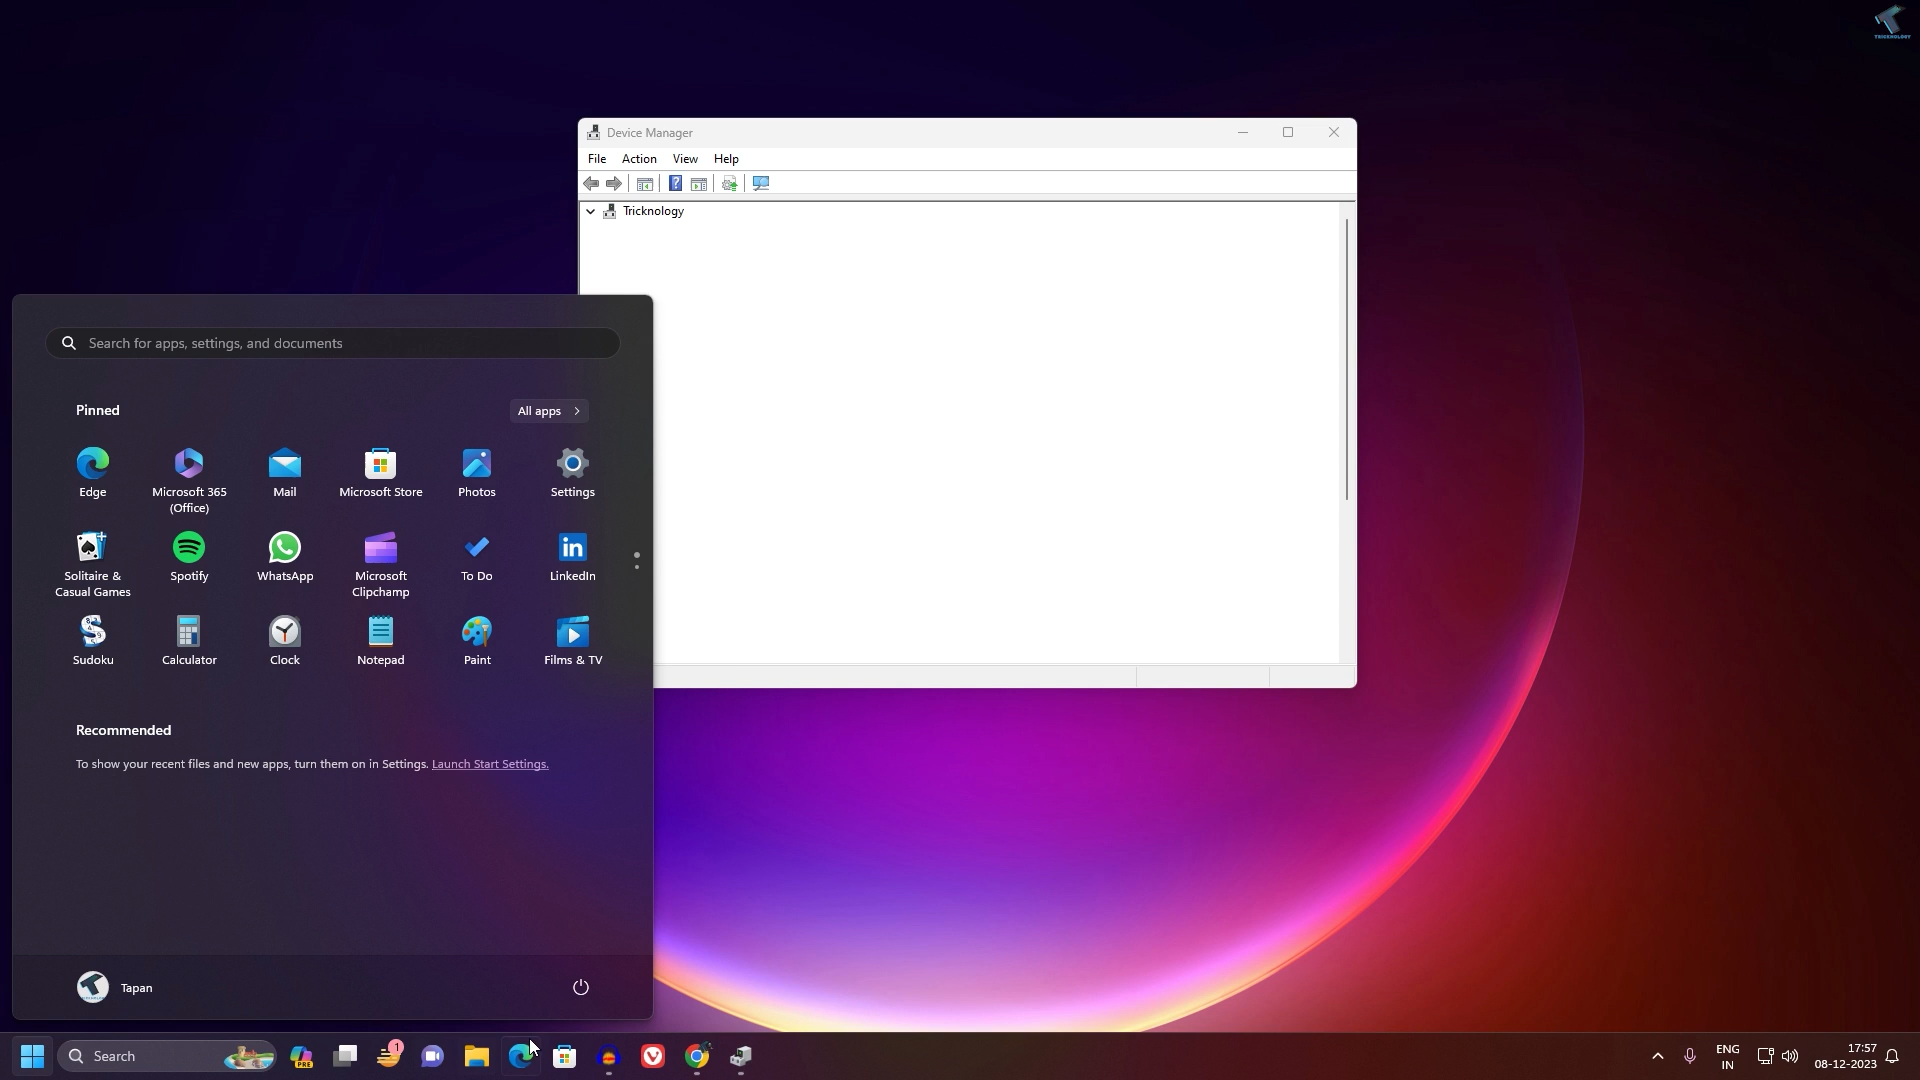 TRICKNOLOGY
Device Manager
File Action View Help
Tricknology
Search for apps, settings, and documents
Pinned
All apps
Edge
Microsoft 365
(Office)
Mail
Microsoft Store
Photos
Settings
Solitaire &
Casual Games
Spotify
WhatsApp
Microsoft
Clipchamp
To Do
LinkedIn
Sudoku
Calculator
Clock
Notepad
Paint
Films & TV
Recommended
To show your recent files and new apps, turn them on in Settings. Launch Start Settings.
Tapan
Search
PRE
1
ENG
IN
17:57
08-12-2023